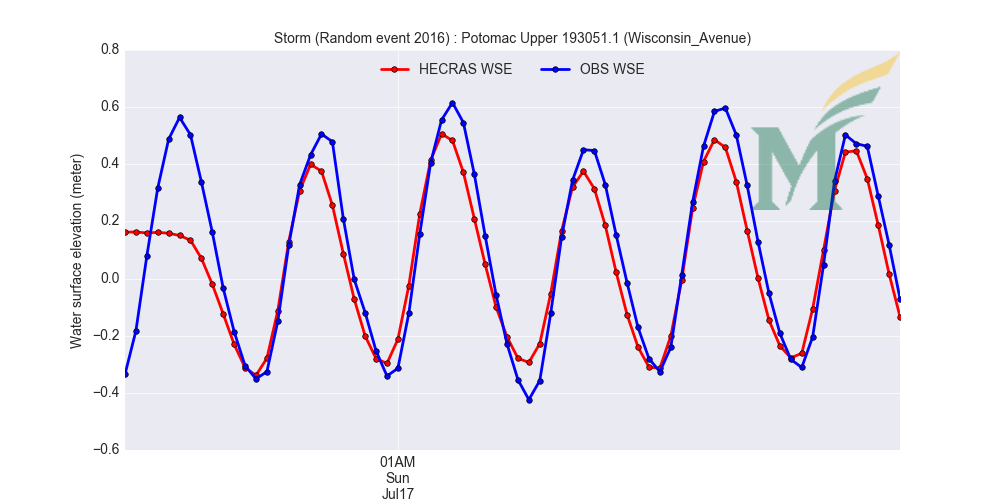 Storm (Random event 2016) : Potomac Upper 193051.1 (Wisconsin_Avenue)
HECRAS WSE
OBS WSE
Water surface elevation (meter)
0.8
0.6
0.4
0.2
0.0
−0.2
−0.4
−0.6
01AM
Sun
Jul17
M